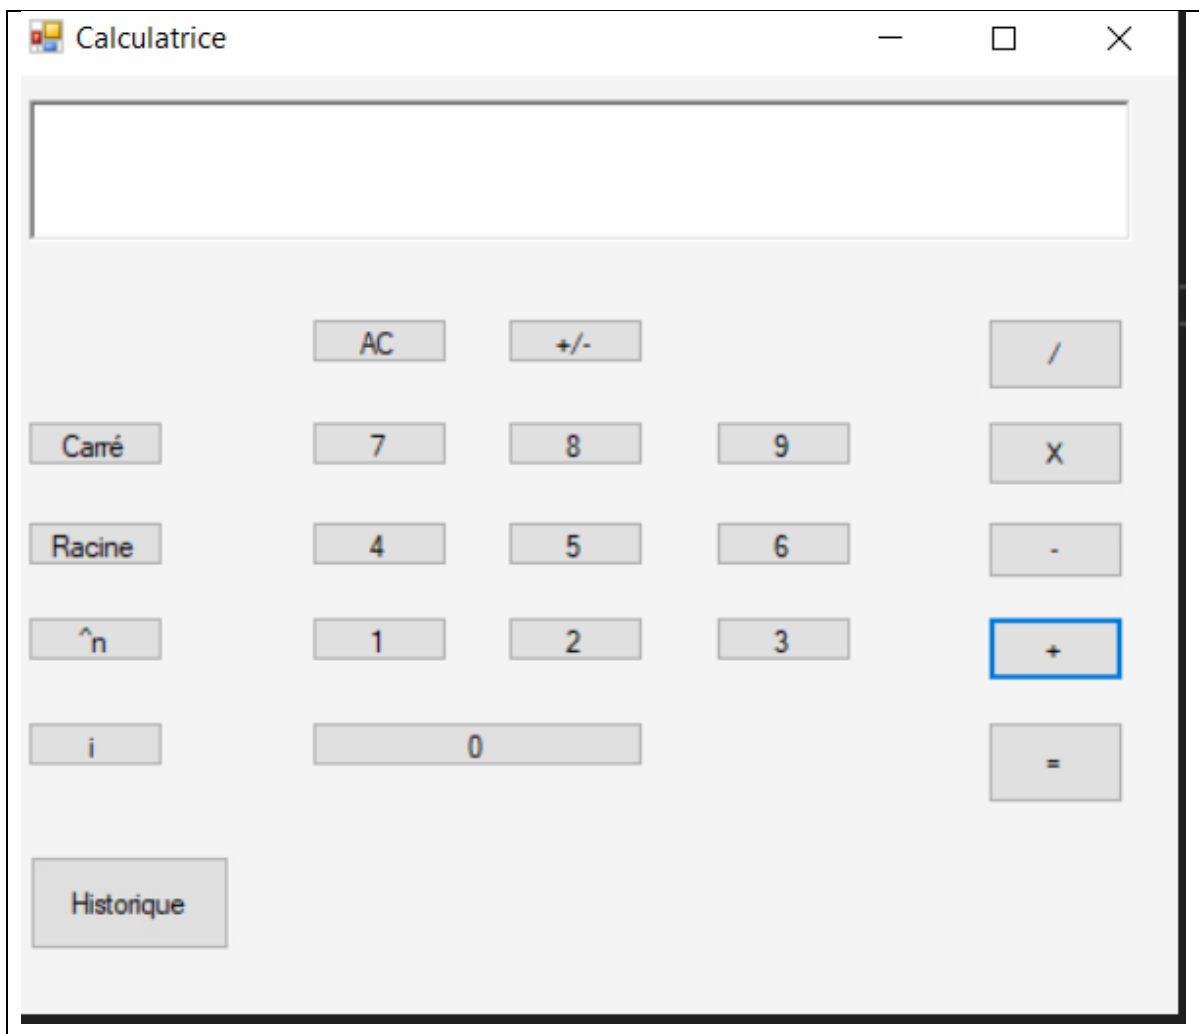 Calculatrice
AC +/- /
Carré 7 8 9 X
Racine 4 5 6 -
^n 1 2 3 +
i 0 =
Historique